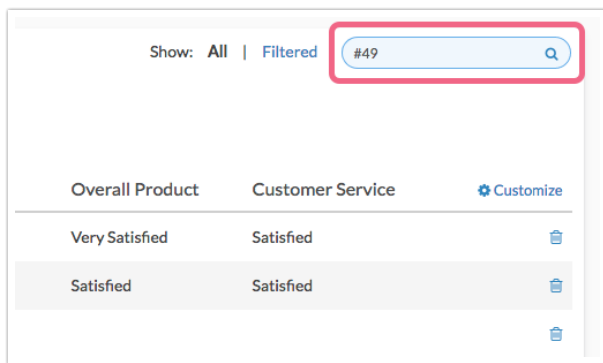 Show: All | Filtered #49
Overall Product Customer Service Customize
Very Satisfied Satisfied
Satisfied Satisfied